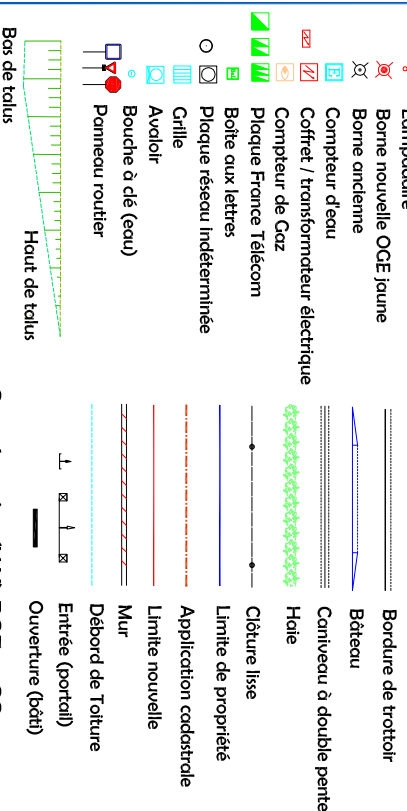 Lampadaire
Borne nouvelle OGE jaune
Borne ancienne
Compteur d'eau
Coffret / transformateur électrique
Compteur de Gaz
Plaque France Télécom
Boîte aux lettres
Plaque réseau indéterminée
Grille
Avaloir
Bouche à clé (eau)
Panneau routier
Haut de talus
Bas de talus
Bordure de trottoir
Bâteau
Caniveau à double pente
Haie
Clôture lisse
Limite de propriété
Application cadastrale
Limite nouvelle
Mur
Débord de Toiture
Entrée (portail)
Ouverture (bâti)